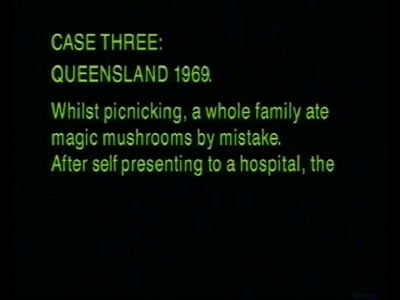 CASE THREE:
QUEENSLAND 1969.
Whilst picnicking, a whole family ate
magic mushrooms by mistake.
After self presenting to a hospital, the